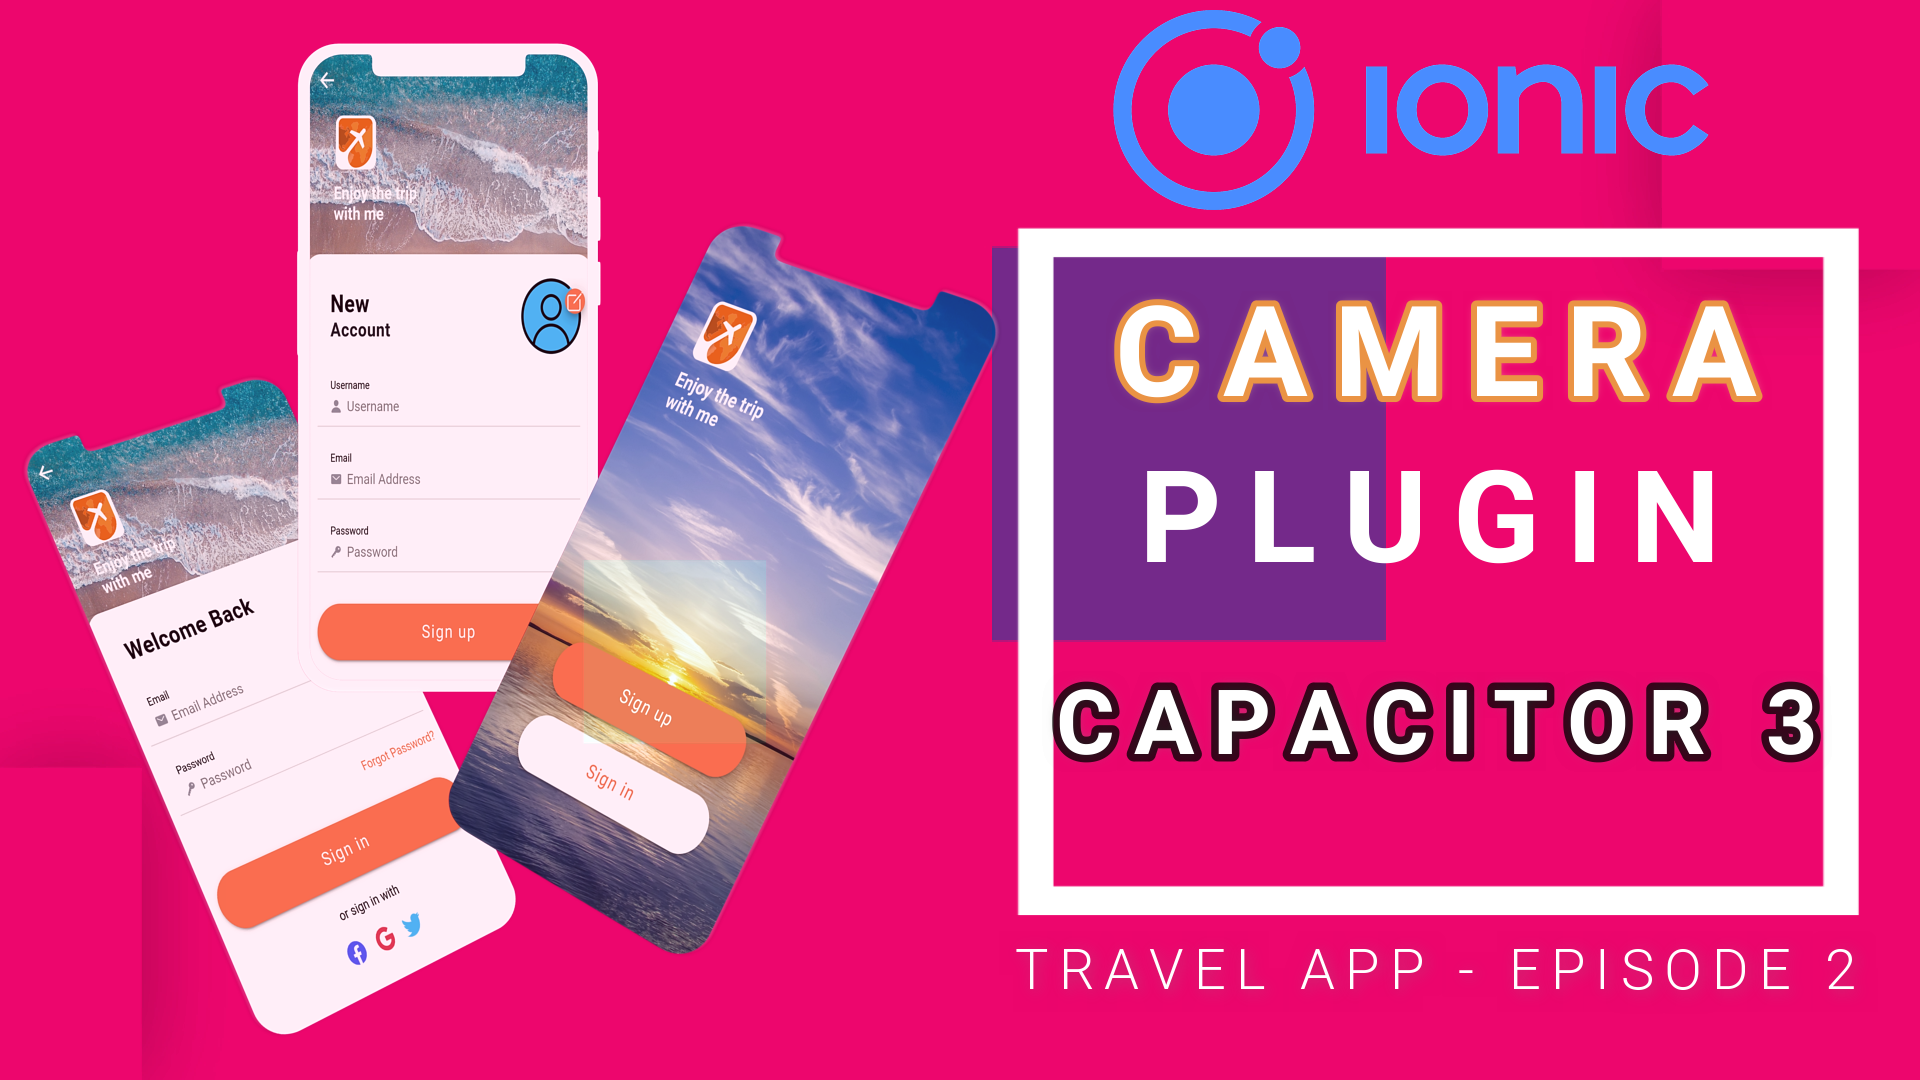 Enjoy the trip
with me
New
Account
Username
Username
Email
Email Address
Password
Password
Sign up
Enjoy the trip
with me
Welcome Back
Email
Email Address
Password
Password
Forgot Password?
Sign in
or sign in with
Enjoy the trip
with me
Sign up
Sign in
IONIC
CAMERA
PLUGIN
CAPACITOR 3
TRAVEL APP - EPISODE 2